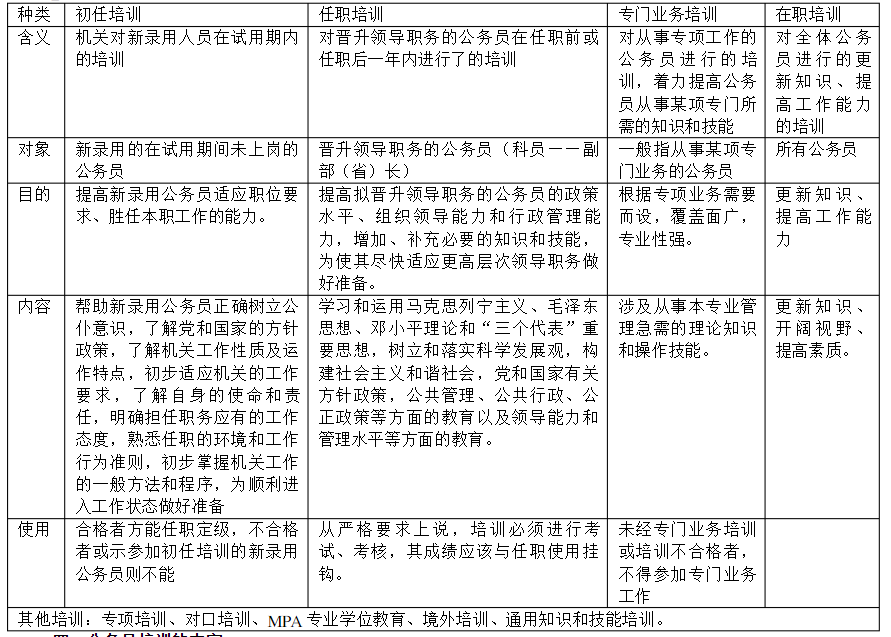 种类
初任培训
任职培训
专门业务培训
在职培训
含义
机关对新录用人员在试用期内
的培训
对晋升领导职务的公务员在任职前或
任职后一年内进行了的培训
对从事专项工作的
公务员进行的培
训，着力提高公务
员从事某项专门所
需的知识和技能
对全体公务
员进行的更
新知识、提
高工作能力
的培训
对象
新录用的在试用期间未上岗的
公务员
晋升领导职务的公务员（科员——副
部（省）长）
一般指从事某项专
门业务的公务员
所有公务员
目的
提高新录用公务员适应职位要
求、胜任本职工作的能力。
提高拟晋升领导职务的公务员的政策
水平、组织领导能力和行政管理能
力，增加、补充必要的知识和技能，
为使其尽快适应更高层次领导职务做
好准备。
根据专项业务需要
而设，覆盖面广，
专业性强。
更新知识、
提高工作能
力
内容
帮助新录用公务员正确树立公
仆意识，了解党和国家的方针
政策，了解机关工作性质及运
作特点，初步适应机关的工作
要求，了解自身的使命和责
任，明确担任职务应有的工作
态度，熟悉任职的环境和工作
行为准则，初步掌握机关工作
的一般方法和程序，为顺利进
入工作状态做好准备
学习和运用马克思列宁主义、毛泽东
思想、邓小平理论和“三个代表”重
要思想，树立和落实科学发展观，构
建社会主义和谐社会，党和国家有关
方针政策，公共管理、公共行政、公
正政策等方面的教育以及领导能力和
管理水平等方面的教育。
涉及从事本专业管
理急需的理论知识
和操作技能。
更新知识、
开阔视野、
提高素质。
使用
合格者方能任职定级，不合格
者或示参加初任培训的新录用
公务员则不能
从严格要求上说，培训必须进行考
试、考核，其成绩应该与任职使用挂
钩。
未经专门业务培训
或培训不合格者，
不得参加专门业务
工作
其他培训：专项培训、对口培训、MPA 专业学位教育、境外培训、通用知识和技能培训。